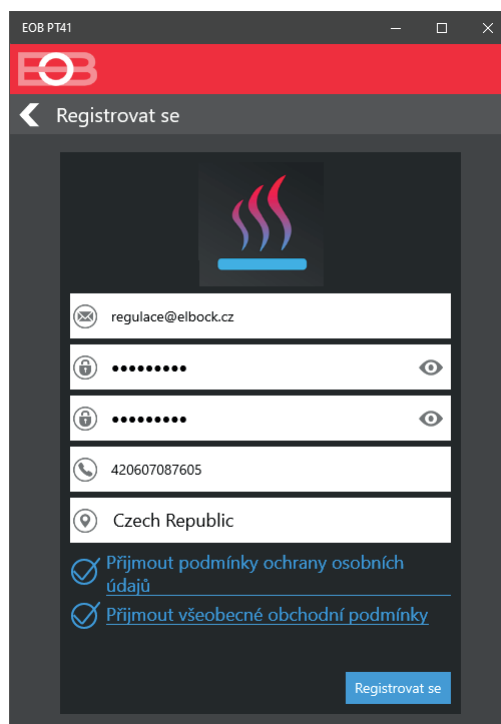 EOB PT41
EOB
Registrovat se
regulace@elbock.cz
•••••••••
•••••••••
420607087605
Czech Republic
Přijmout podmínky ochrany osobních
údajů
Přijmout všeobecné obchodní podmínky
Registrovat se